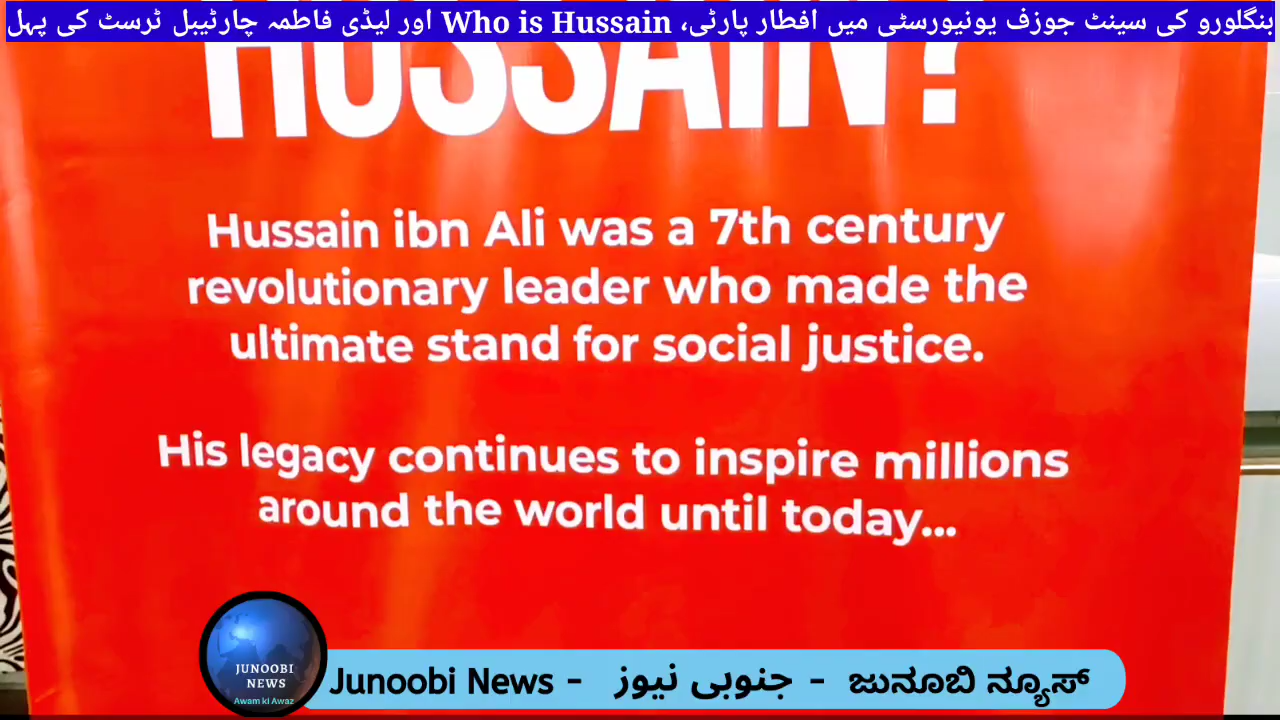 بنگلورو کی سینٹ جوزف یونیورسٹی میں افطار پارٹی، Who is Hussain اور لیڈی فاطمہ چارٹیبل ٹرسٹ کی پہل
HUSSAIN?
Hussain ibn Ali was a 7th century
revolutionary leader who made the
ultimate stand for social justice.
His legacy continues to inspire millions
around the world until today...
JUNOOBI
NEWS
Awam ki Awaz
Junoobi News - جنوبی نیوز - ಜುನೂಬಿ ನ್ಯೂಸ್